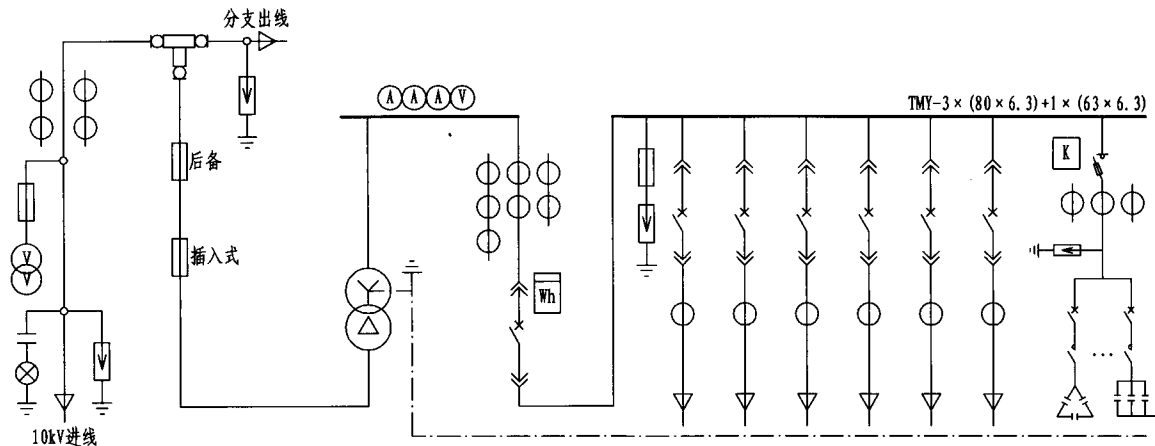 分支出线
A A A V
TMY-3×(80×6.3)+1×(63×6.3)
后备
K
插入式
V
V
Wh
10kV进线